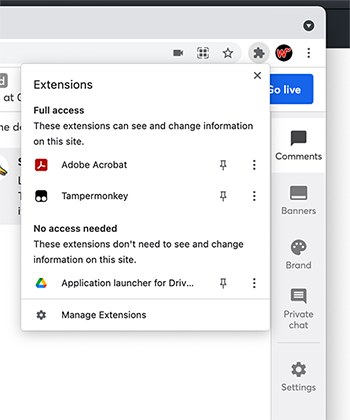 Go live
at 0
Extensions
Full access
These extensions can see and change information
on this site.
Adobe Acrobat
Tampermonkey
No access needed
These extensions don't need to see and change
information on this site.
Application launcher for Driv...
Manage Extensions
Comments
Banners
Brand
Private
chat
Settings